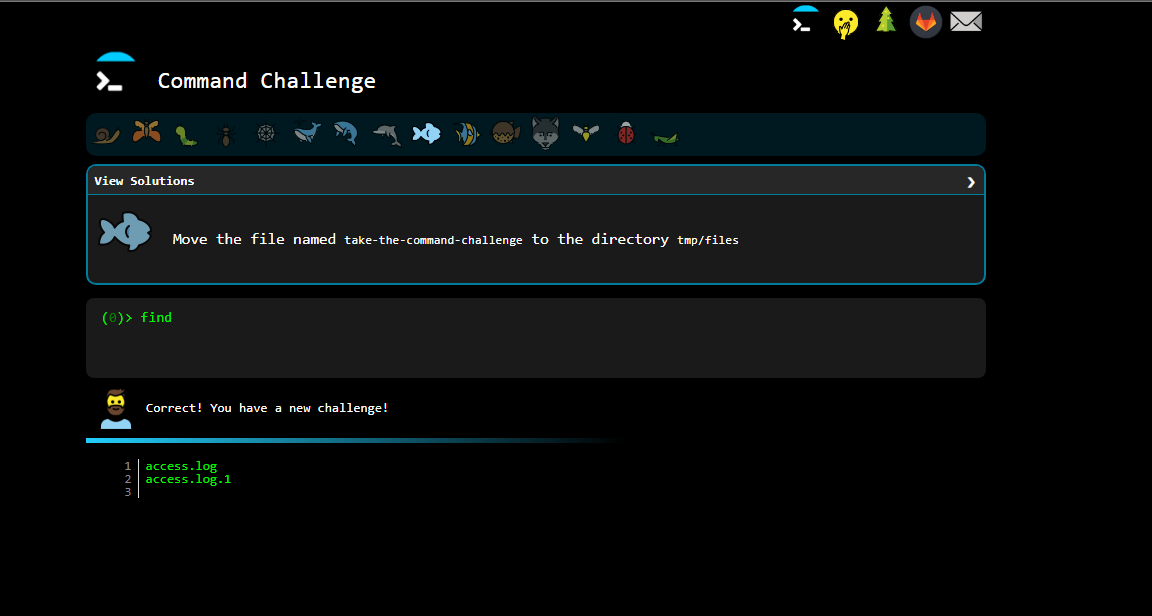 Command Challenge
View Solutions
Move the file named take-the-command-challenge to the directory tmp/files
(0)> find
Correct! You have a new challenge!
1 access.log
2 access.log.1
3